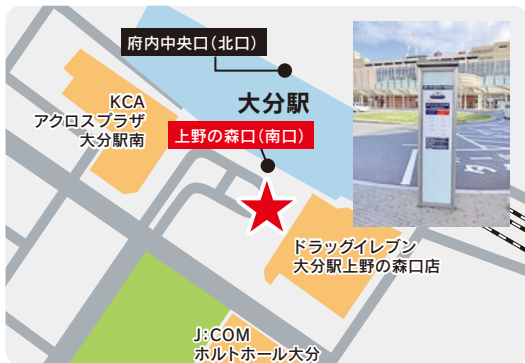 府内中央口（北口）
大分駅
KCA
アクロスプラザ
大分駅南
上野の森口（南口）
ドラッグイレブン
大分駅上野の森口店
J:COM
ホルトホール大分